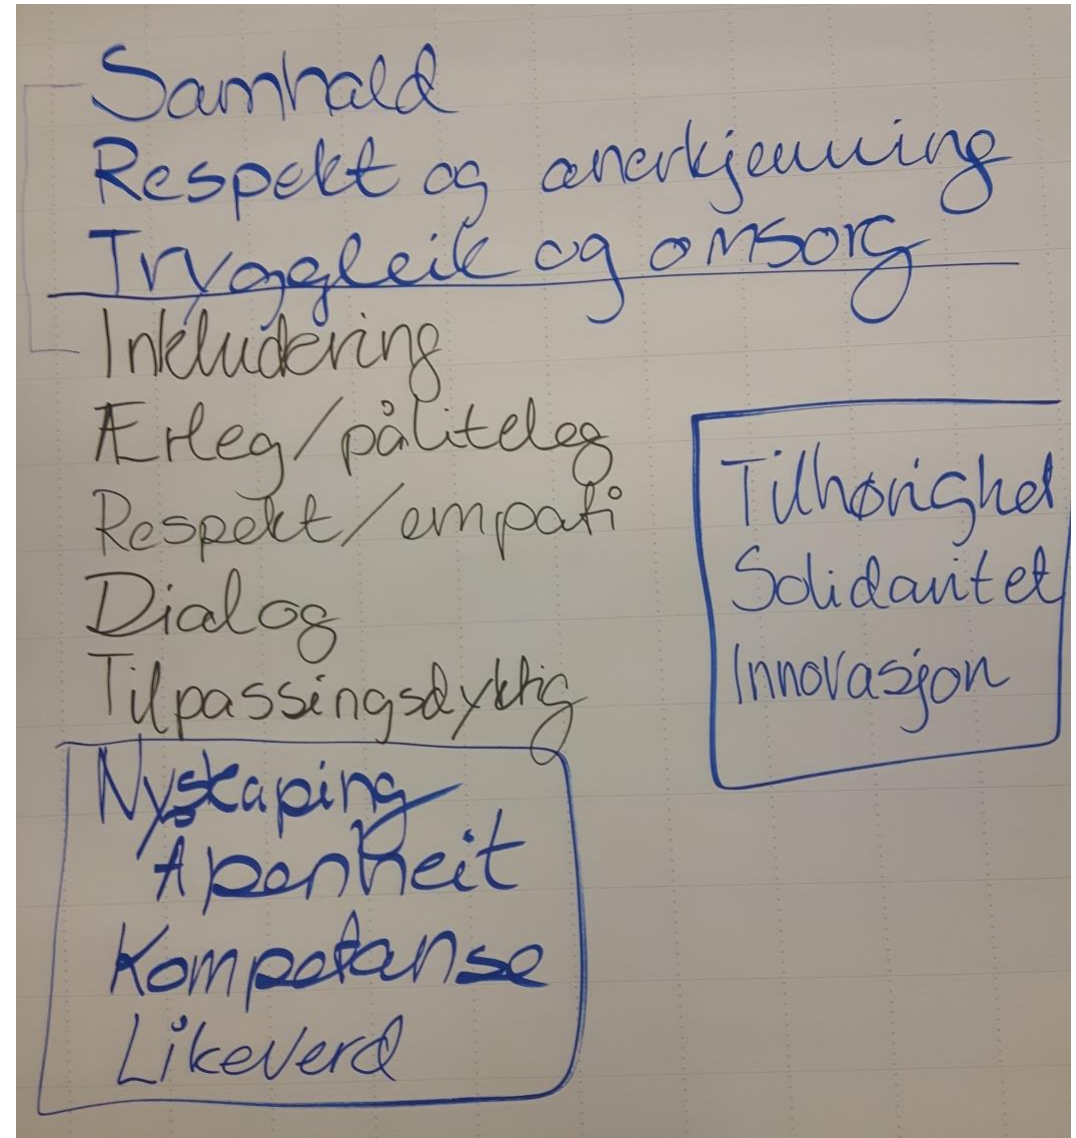 Samhald
Respekt og anerkjenning
Tryggleik og omsorg
Inkludering
Ærleg/påliteleg
Respekt/empati
Dialog
Tilpassingsdyktig
Nyskaping
Apenheit
Kompetanse
Likeverd
Tilhørighet
Solidaritet
Innovasjon